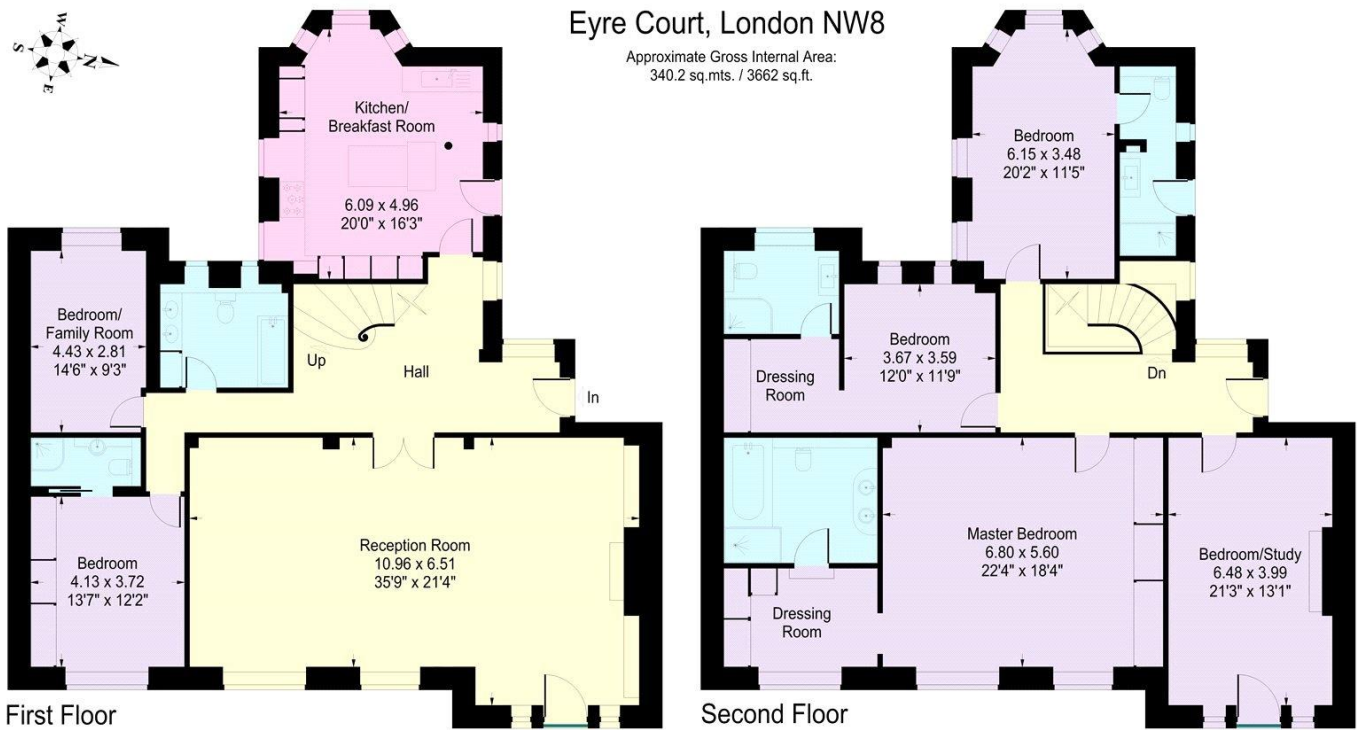 Eyre Court, London NW8
Approximate Gross Internal Area:
340.2 sq.mts. / 3662 sq.ft.
W
S
N
E
Kitchen/
Breakfast Room
6.09 x 4.96
20'0" x 16'3"
Bedroom/
Family Room
4.43 x 2.81
14'6" x 9'3"
Up
Hall
In
Bedroom
4.13 x 3.72
13'7" x 12'2"
Reception Room
10.96 x 6.51
35'9" x 21'4"
First Floor
Bedroom
6.15 x 3.48
20'2" x 11'5"
Bedroom
3.67 x 3.59
12'0" x 11'9"
Dressing
Room
Dn
Master Bedroom
6.80 x 5.60
22'4" x 18'4"
Bedroom/Study
6.48 x 3.99
21'3" x 13'1"
Dressing
Room
Second Floor